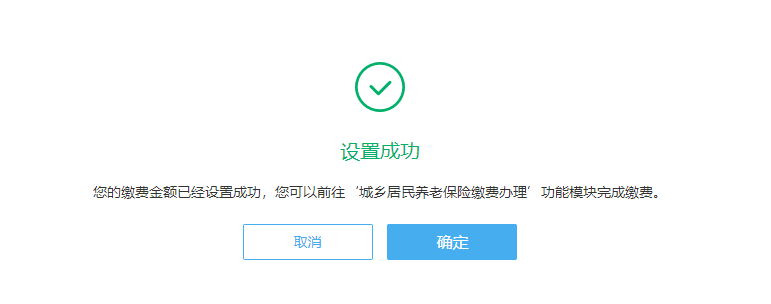 设置成功
您的缴费金额已经设置成功，您可以前往‘城乡居民养老保险缴费办理’功能模块完成缴费。
取消 确定